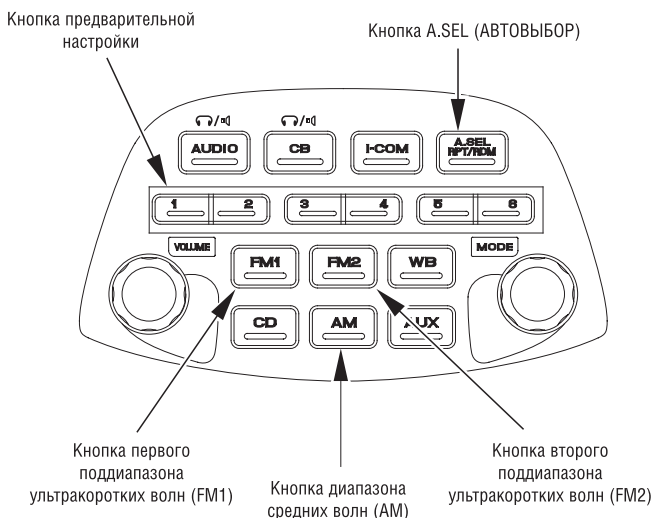 Кнопка предварительной
настройки
Кнопка A.SEL (АВТОВЫБОР)
AUDIO
CB
I-COM
A.SEL
RPT/RDM
1 2 3 4 5 6
VOLUME
MODE
FM1 FM2 WB
CD AM AUX
Кнопка первого
поддиапазона
ультракоротких волн (FM1)
Кнопка диапазона
средних волн (AM)
Кнопка второго
поддиапазона
ультракоротких волн (FM2)